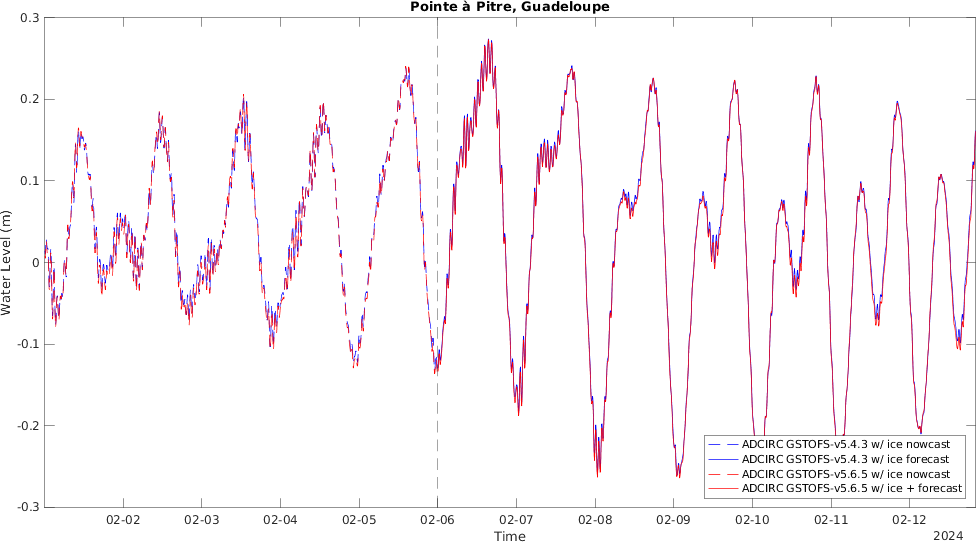 Pointe à Pitre, Guadeloupe
0.3
0.2
0.1
0
-0.1
-0.2
-0.3
Water Level (m)
ADCIRC GSTOFS-v5.4.3 w/ ice nowcast
ADCIRC GSTOFS-v5.4.3 w/ ice forecast
ADCIRC GSTOFS-v5.6.5 w/ ice nowcast
ADCIRC GSTOFS-v5.6.5 w/ ice + forecast
02-02 02-03 02-04 02-05 02-06 02-07 02-08 02-09 02-10 02-11 02-12
Time
2024